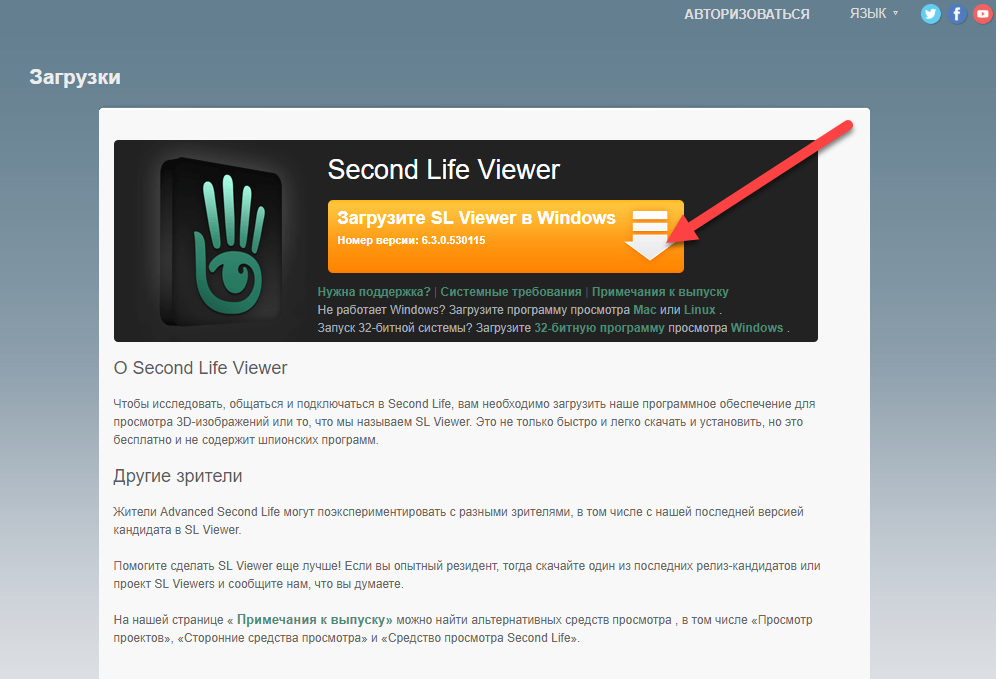 АВТОРИЗОВАТЬСЯ ЯЗЫК
Загрузки
Second Life Viewer
Загрузите SL Viewer в Windows
Номер версии: 6.3.0.530115
Нужна поддержка? | Системные требования | Примечания к выпуску
Не работает Windows? Загрузите программу просмотра Mac или Linux .
Запуск 32-битной системы? Загрузите 32-битную программу просмотра Windows .
О Second Life Viewer
Чтобы исследовать, общаться и подключаться в Second Life, вам необходимо загрузить наше программное обеспечение для
просмотра 3D-изображений или то, что мы называем SL Viewer. Это не только быстро и легко скачать и установить, но это
бесплатно и не содержит шпионских программ.
Другие зрители
Жители Advanced Second Life могут поэкспериментировать с разными зрителями, в том числе с нашей последней версией
кандидата в SL Viewer.
Помогите сделать SL Viewer еще лучше! Если вы опытный резидент, тогда скачайте один из последних релиз-кандидатов или
проект SL Viewers и сообщите нам, что вы думаете.
На нашей странице « Примечания к выпуску» можно найти альтернативных средств просмотра , в том числе «Просмотр
проектов», «Сторонние средства просмотра» и «Средство просмотра Second Life».